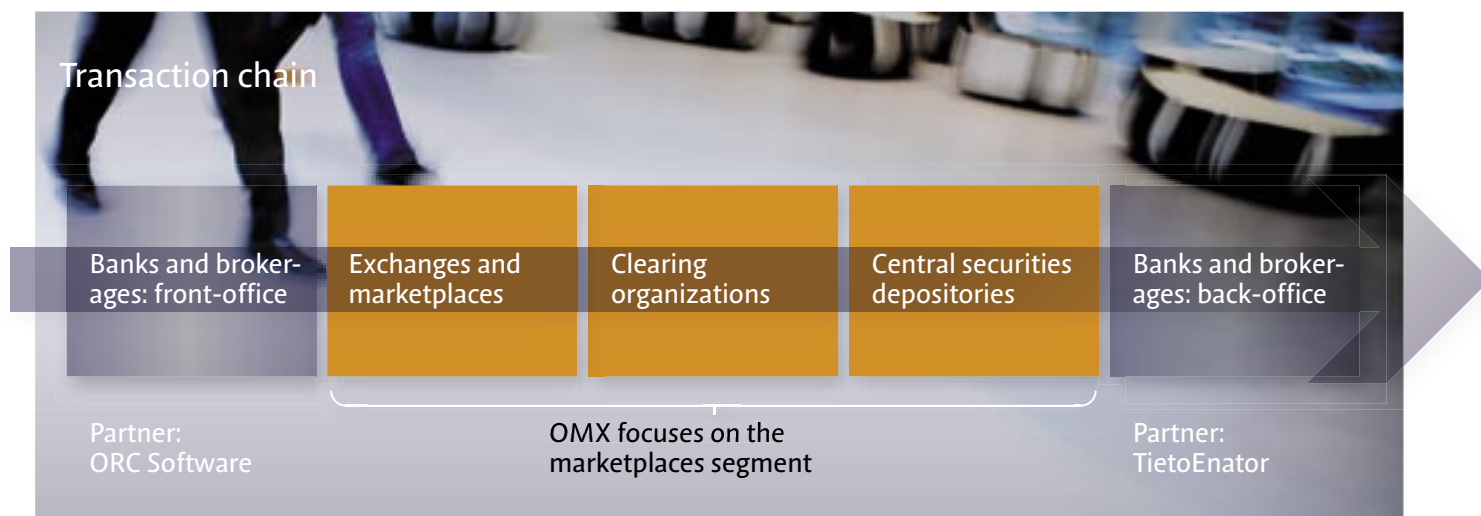 Transaction chain
Banks and broker-
ages: front-office
Exchanges and
marketplaces
Clearing
organizations
Central securities
depositories
Banks and broker-
ages: back-office
Partner:
ORC Software
OMX focuses on the
marketplaces segment
Partner:
TietoEnator